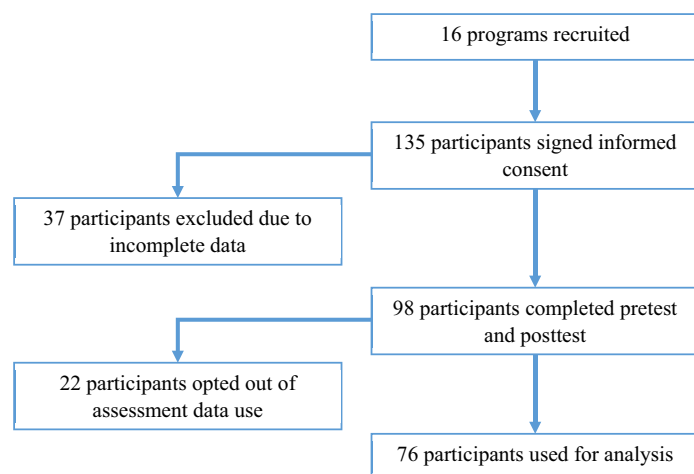 16 programs recruited
135 participants signed informed
consent
37 participants excluded due to
incomplete data
98 participants completed pretest
and posttest
22 participants opted out of
assessment data use
76 participants used for analysis